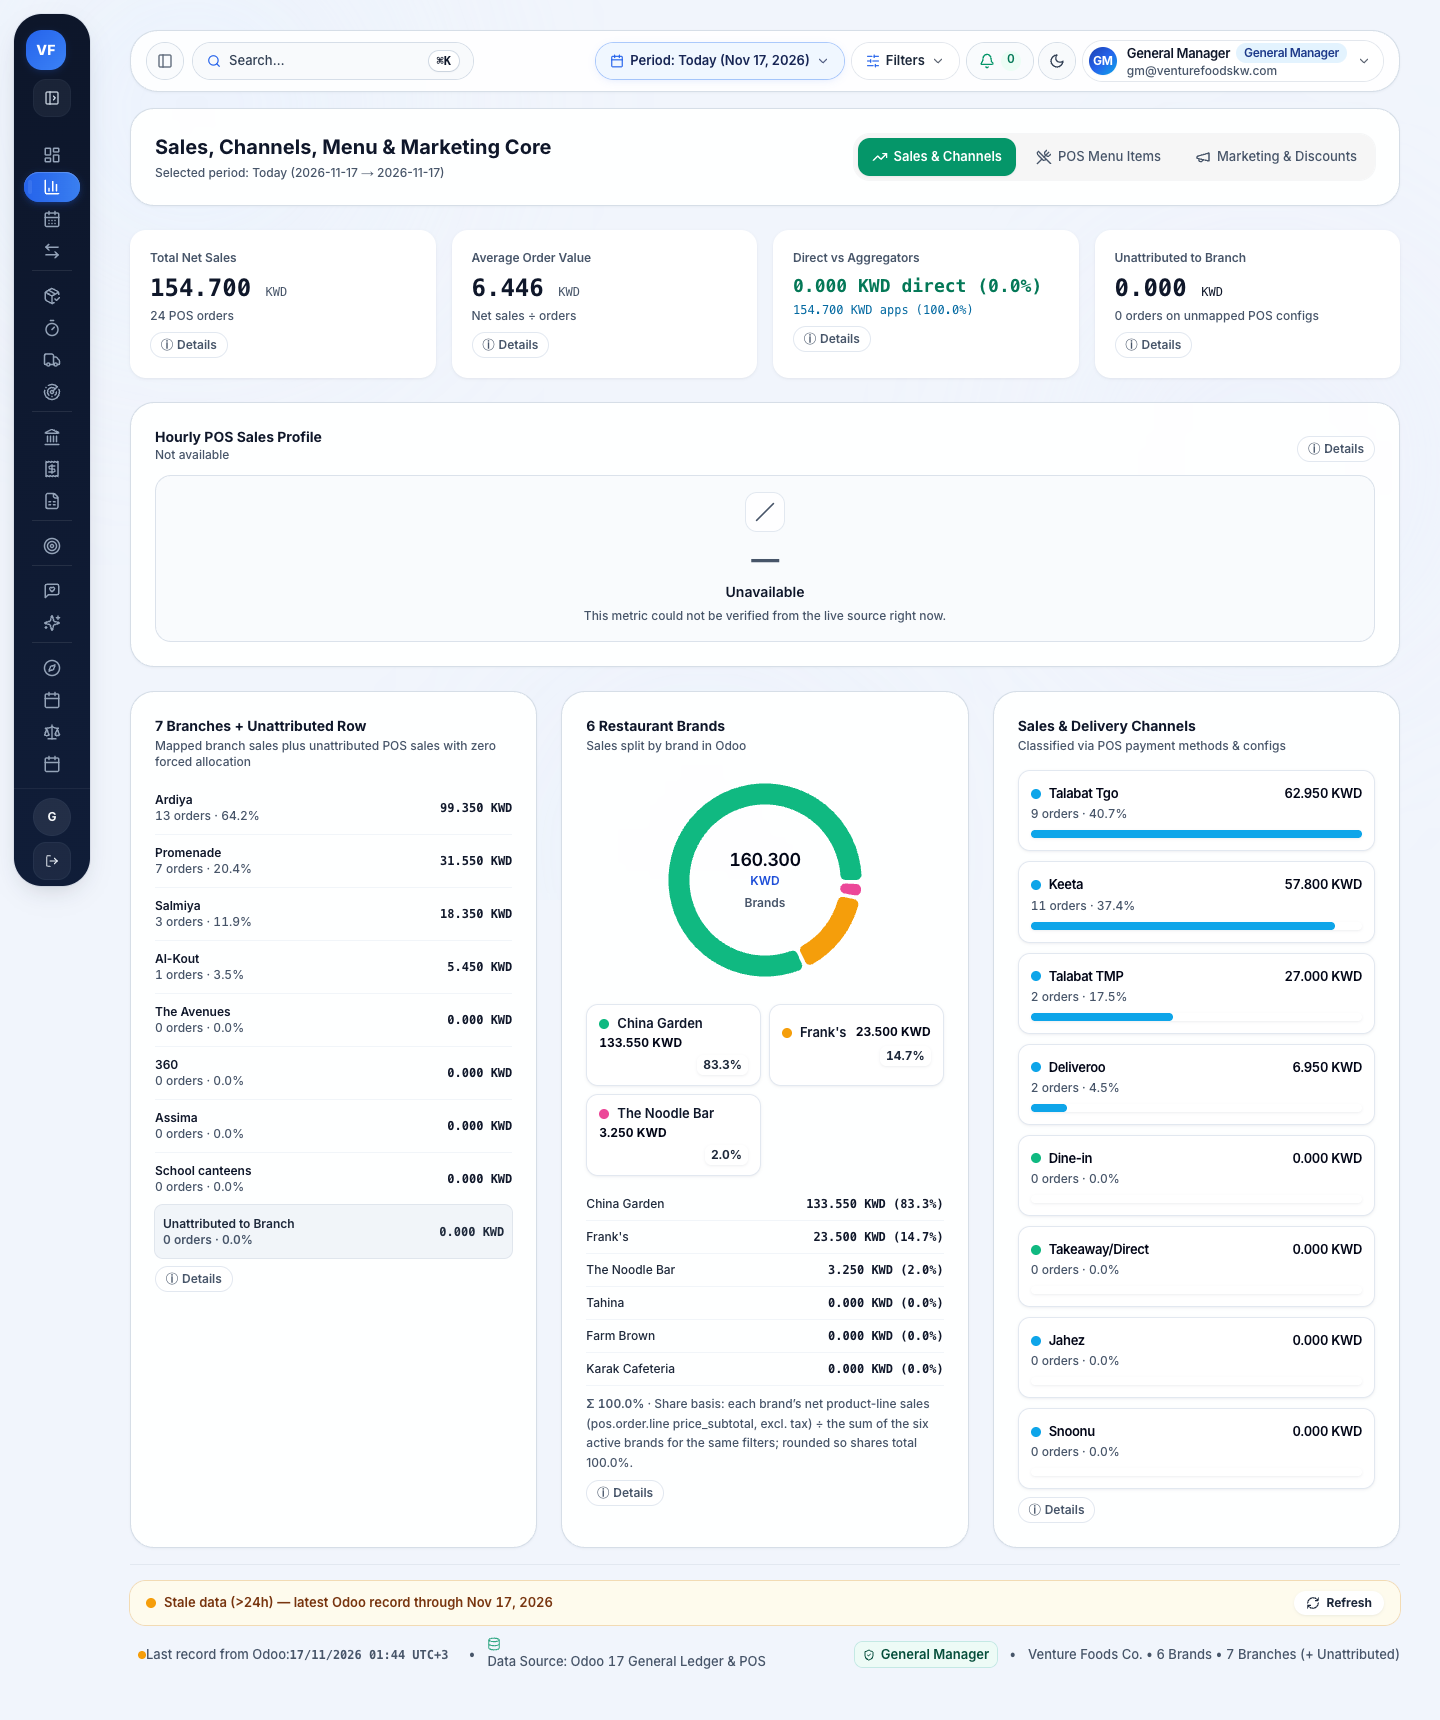 VF
Search...
⌘K
Period: Today (Nov 17, 2026)
Filters
0
GM
General Manager
General Manager
gm@venturefoodskw.com
Sales, Channels, Menu & Marketing Core
Selected period: Today (2026-11-17 → 2026-11-17)
Sales & Channels
POS Menu Items
Marketing & Discounts
Total Net Sales
154.700 KWD
24 POS orders
ⓘ Details
Average Order Value
6.446 KWD
Net sales ÷ orders
ⓘ Details
Direct vs Aggregators
0.000 KWD direct (0.0%)
154.700 KWD apps (100.0%)
ⓘ Details
Unattributed to Branch
0.000 KWD
0 orders on unmapped POS configs
ⓘ Details
Hourly POS Sales Profile
Not available
ⓘ Details
—
Unavailable
This metric could not be verified from the live source right now.
7 Branches + Unattributed Row
Mapped branch sales plus unattributed POS sales with zero
forced allocation
Ardiya
13 orders · 64.2%
99.350 KWD
Promenade
7 orders · 20.4%
31.550 KWD
Salmiya
3 orders · 11.9%
18.350 KWD
Al-Kout
1 orders · 3.5%
5.450 KWD
The Avenues
0 orders · 0.0%
0.000 KWD
360
0 orders · 0.0%
0.000 KWD
Assima
0 orders · 0.0%
0.000 KWD
School canteens
0 orders · 0.0%
0.000 KWD
Unattributed to Branch
0 orders · 0.0%
0.000 KWD
ⓘ Details
6 Restaurant Brands
Sales split by brand in Odoo
160.300
KWD
Brands
China Garden
133.550 KWD
83.3%
Frank's 23.500 KWD
14.7%
The Noodle Bar
3.250 KWD
2.0%
China Garden 133.550 KWD (83.3%)
Frank's 23.500 KWD (14.7%)
The Noodle Bar 3.250 KWD (2.0%)
Tahina 0.000 KWD (0.0%)
Farm Brown 0.000 KWD (0.0%)
Karak Cafeteria 0.000 KWD (0.0%)
Σ 100.0% · Share basis: each brand's net product-line sales
(pos.order.line price_subtotal, excl. tax) ÷ the sum of the six
active brands for the same filters; rounded so shares total
100.0%.
ⓘ Details
Sales & Delivery Channels
Classified via POS payment methods & configs
Talabat Tgo 62.950 KWD
9 orders · 40.7%
Keeta 57.800 KWD
11 orders · 37.4%
Talabat TMP 27.000 KWD
2 orders · 17.5%
Deliveroo 6.950 KWD
2 orders · 4.5%
Dine-in 0.000 KWD
0 orders · 0.0%
Takeaway/Direct 0.000 KWD
0 orders · 0.0%
Jahez 0.000 KWD
0 orders · 0.0%
Snoonu 0.000 KWD
0 orders · 0.0%
ⓘ Details
G
Stale data (>24h) — latest Odoo record through Nov 17, 2026
Refresh
Last record from Odoo:17/11/2026 01:44 UTC+3
•
Data Source: Odoo 17 General Ledger & POS
General Manager
• Venture Foods Co. • 6 Brands • 7 Branches (+ Unattributed)